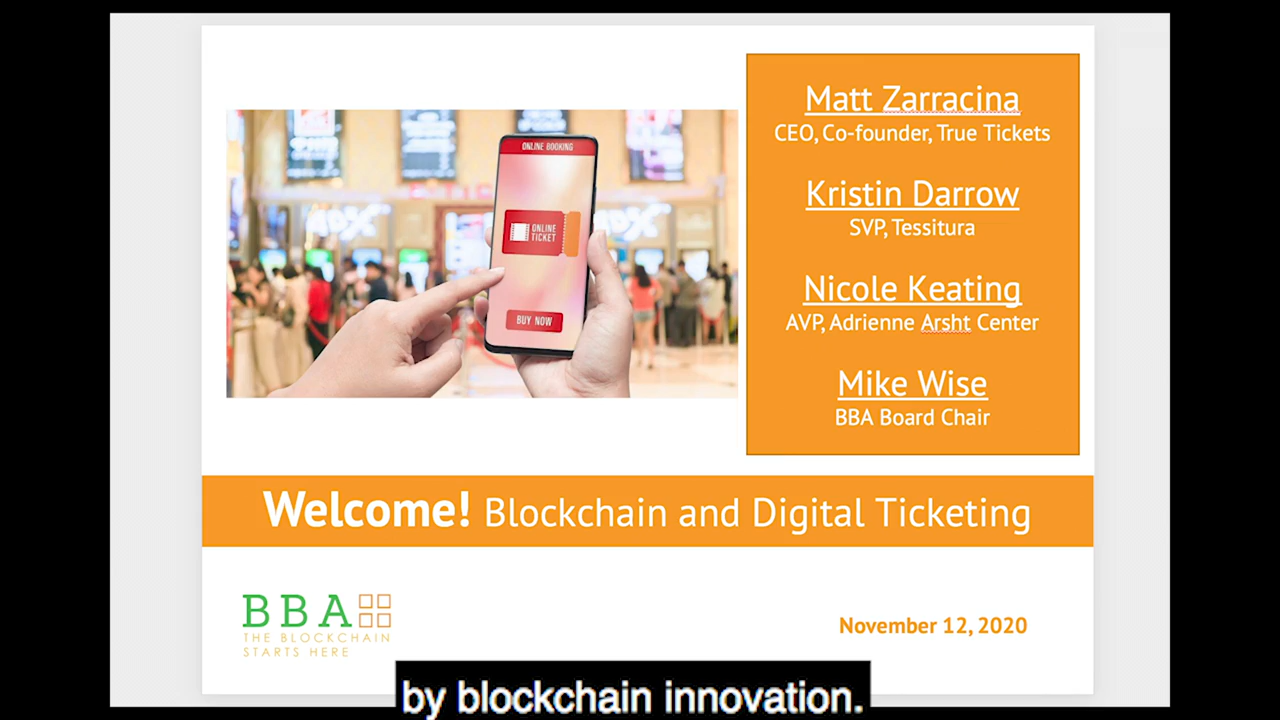 ONLINE BOOKING
ONLINE
TICKET
BUY NOW
Matt Zarracina
CEO, Co-founder, True Tickets
Kristin Darrow
SVP, Tessitura
Nicole Keating
AVP, Adrienne Arsht Center
Mike Wise
BBA Board Chair
Welcome! Blockchain and Digital Ticketing
BBA
THE BLOCKCHAIN
STARTS HERE
November 12, 2020
by blockchain innovation.